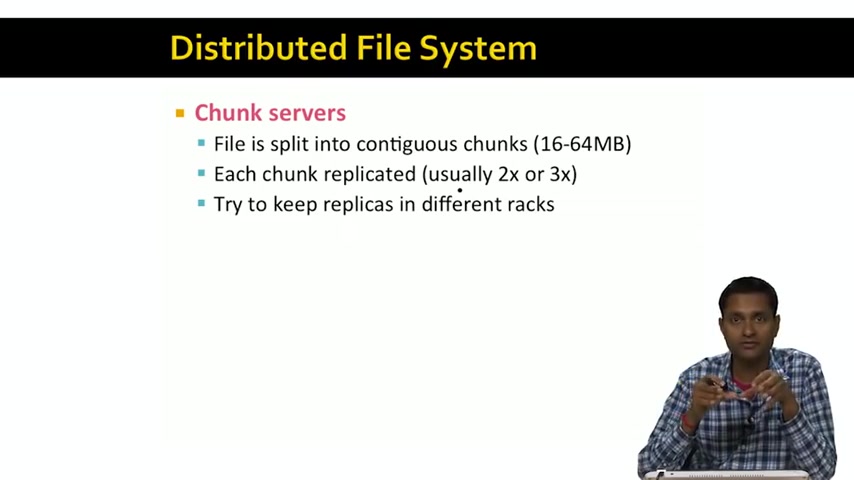 Distributed File System
Chunk servers
File is split into contiguous chunks (16-64MB)
Each chunk replicated (usually 2x or 3x)
Try to keep replicas in different racks